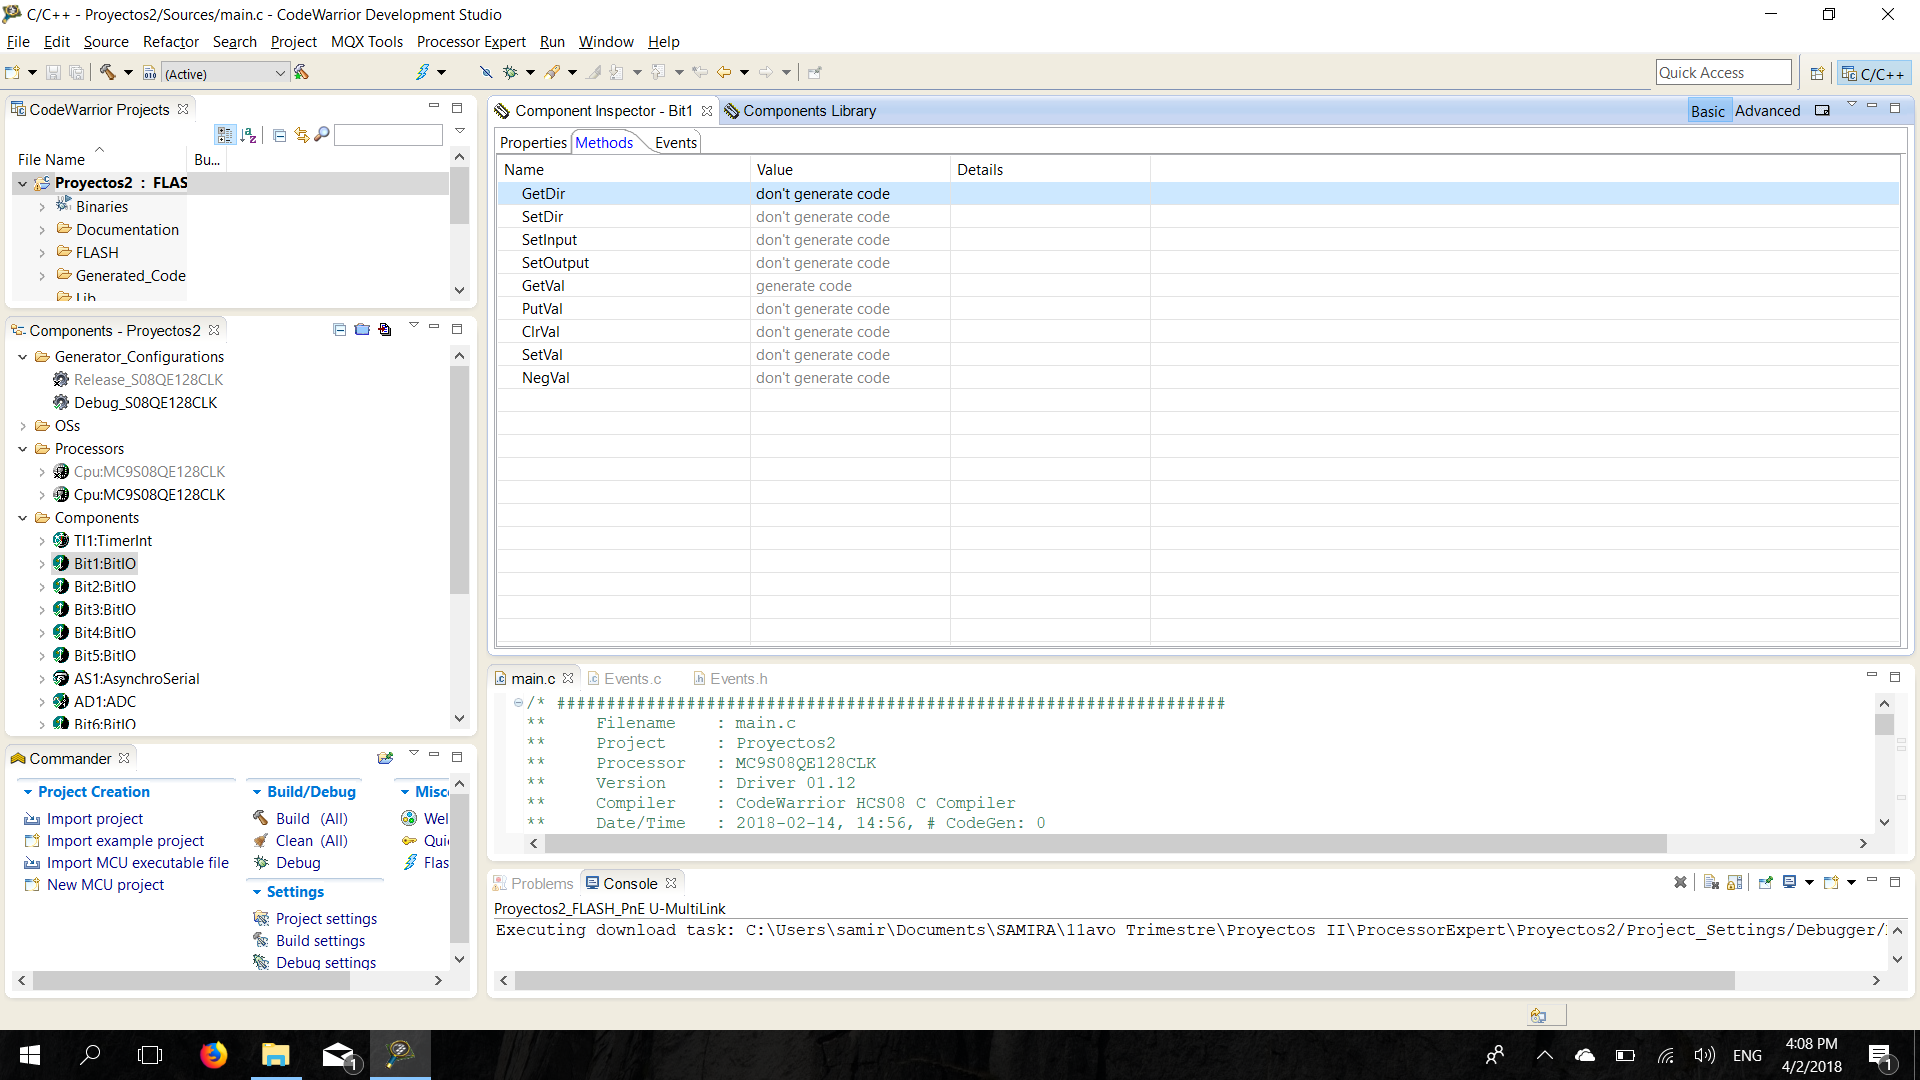 C/C++ - Proyectos2/Sources/main.c - CodeWarrior Development Studio
File Edit Source Refactor Search Project MQX Tools Processor Expert Run Window Help
(Active)
Quick Access
C/C++
CodeWarrior Projects
File Name Bu...
Proyectos2 : FLAS
Binaries
Documentation
FLASH
Generated_Code
Lib
Components - Proyectos2
Generator_Configurations
Release_S08QE128CLK
Debug_S08QE128CLK
OSs
Processors
Cpu:MC9S08QE128CLK
Cpu:MC9S08QE128CLK
Components
TI1:TimerInt
Bit1:BitIO
Bit2:BitIO
Bit3:BitIO
Bit4:BitIO
Bit5:BitIO
AS1:AsynchroSerial
AD1:ADC
Bit6:BitIO
Commander
Project Creation
Import project
Import example project
Import MCU executable file
New MCU project
Build/Debug
Build (All)
Clean (All)
Debug
Settings
Project settings
Build settings
Debug settings
Misc
Wel
Quic
Flas
Component Inspector - Bit1
Components Library
Basic Advanced
Properties Methods Events
Name Value Details
GetDir don't generate code
SetDir don't generate code
SetInput don't generate code
SetOutput don't generate code
GetVal generate code
PutVal don't generate code
ClrVal don't generate code
SetVal don't generate code
NegVal don't generate code
main.c Events.c Events.h
/* ###################################################################
** Filename : main.c
** Project : Proyectos2
** Processor : MC9S08QE128CLK
** Version : Driver 01.12
** Compiler : CodeWarrior HCS08 C Compiler
** Date/Time : 2018-02-14, 14:56, # CodeGen: 0
Problems Console
Proyectos2_FLASH_PnE U-MultiLink
Executing download task: C:\Users\samir\Documents\SAMIRA\11avo Trimestre\Proyectos II\ProcessorExpert\Proyectos2/Project_Settings/Debugger/
1
ENG
4:08 PM
4/2/2018
1